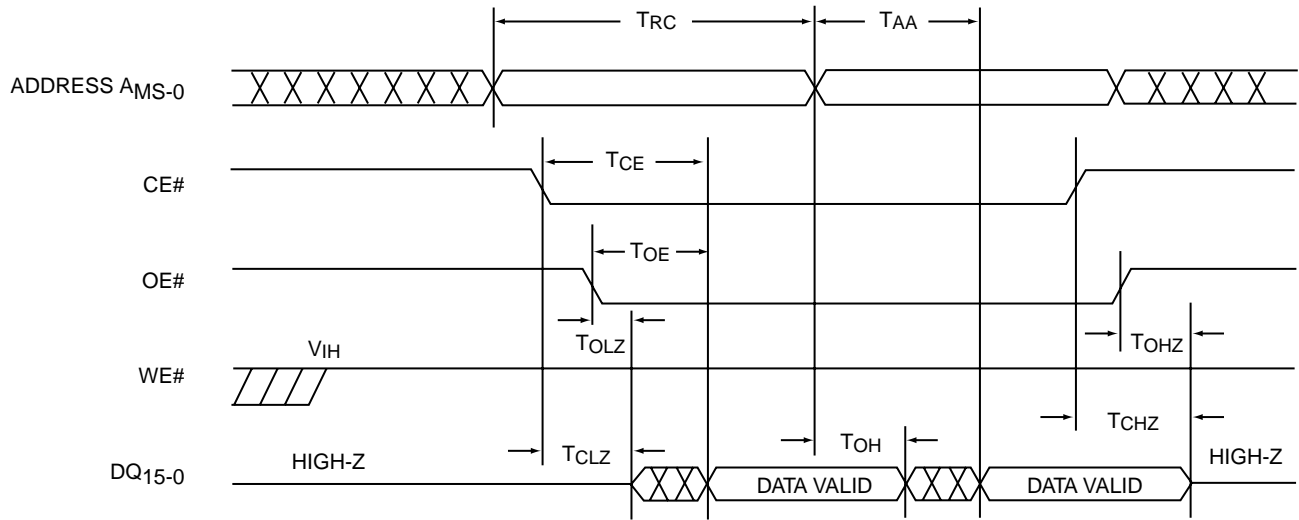 TRC
TAA
ADDRESS AMS-0
TCE
CE#
TOE
OE#
TOLZ
TOHZ
VIH
WE#
TCHZ
TCLZ
TOH
HIGH-Z
HIGH-Z
DQ15-0
DATA VALID
DATA VALID